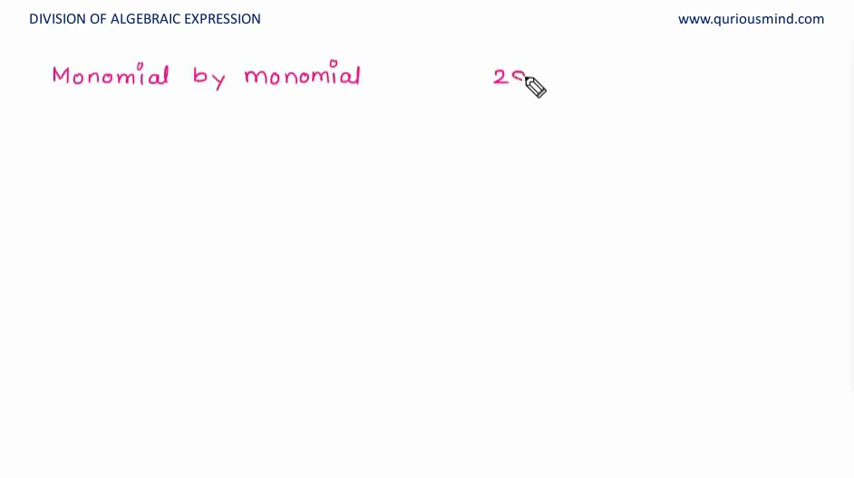 DIVISION OF ALGEBRAIC EXPRESSION
www.quriousmind.com
Monomial by monomial